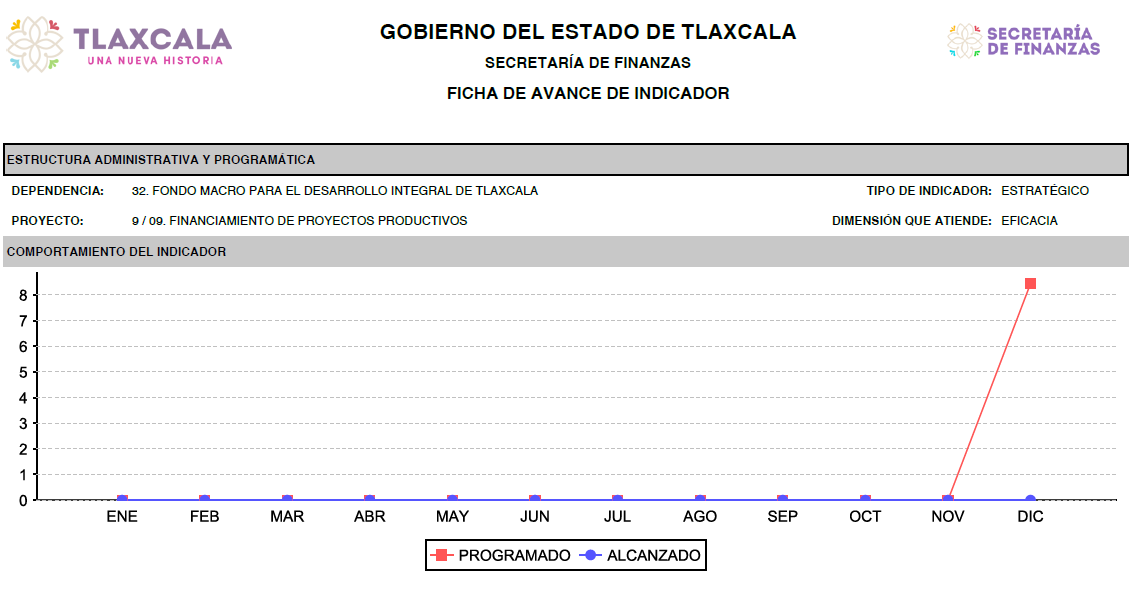 TLAXCALA
UNA NUEVA HISTORIA
GOBIERNO DEL ESTADO DE TLAXCALA
SECRETARÍA DE FINANZAS
FICHA DE AVANCE DE INDICADOR
SECRETARÍA
DE FINANZAS
ESTRUCTURA ADMINISTRATIVA Y PROGRAMÁTICA
DEPENDENCIA: 32. FONDO MACRO PARA EL DESARROLLO INTEGRAL DE TLAXCALA TIPO DE INDICADOR: ESTRATÉGICO
PROYECTO: 9 / 09. FINANCIAMIENTO DE PROYECTOS PRODUCTIVOS DIMENSIÓN QUE ATIENDE: EFICACIA
COMPORTAMIENTO DEL INDICADOR
8
7
6
5
4
3
2
1
0
ENE FEB MAR ABR MAY JUN JUL AGO SEP OCT NOV DIC
PROGRAMADO ALCANZADO